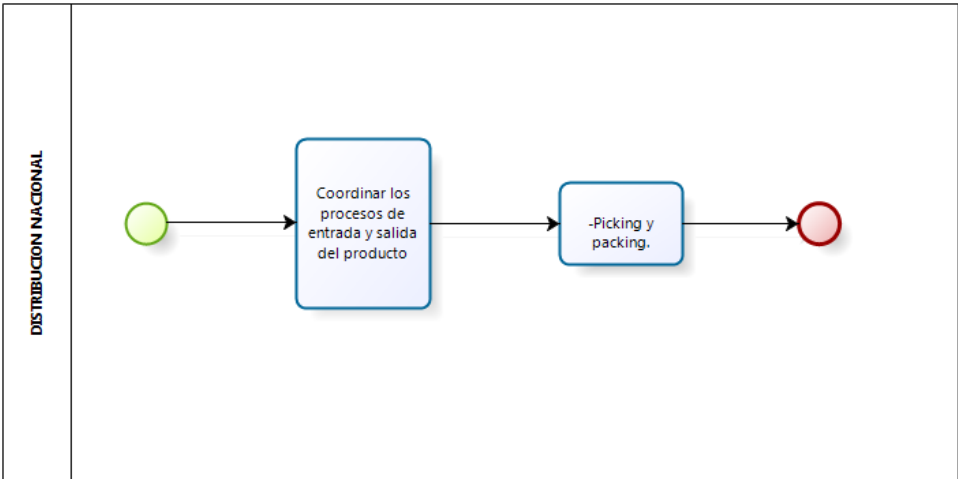 DISTRIBUCION NACIONAL
Coordinar los
procesos de
entrada y salida
del producto
-Picking y
packing.